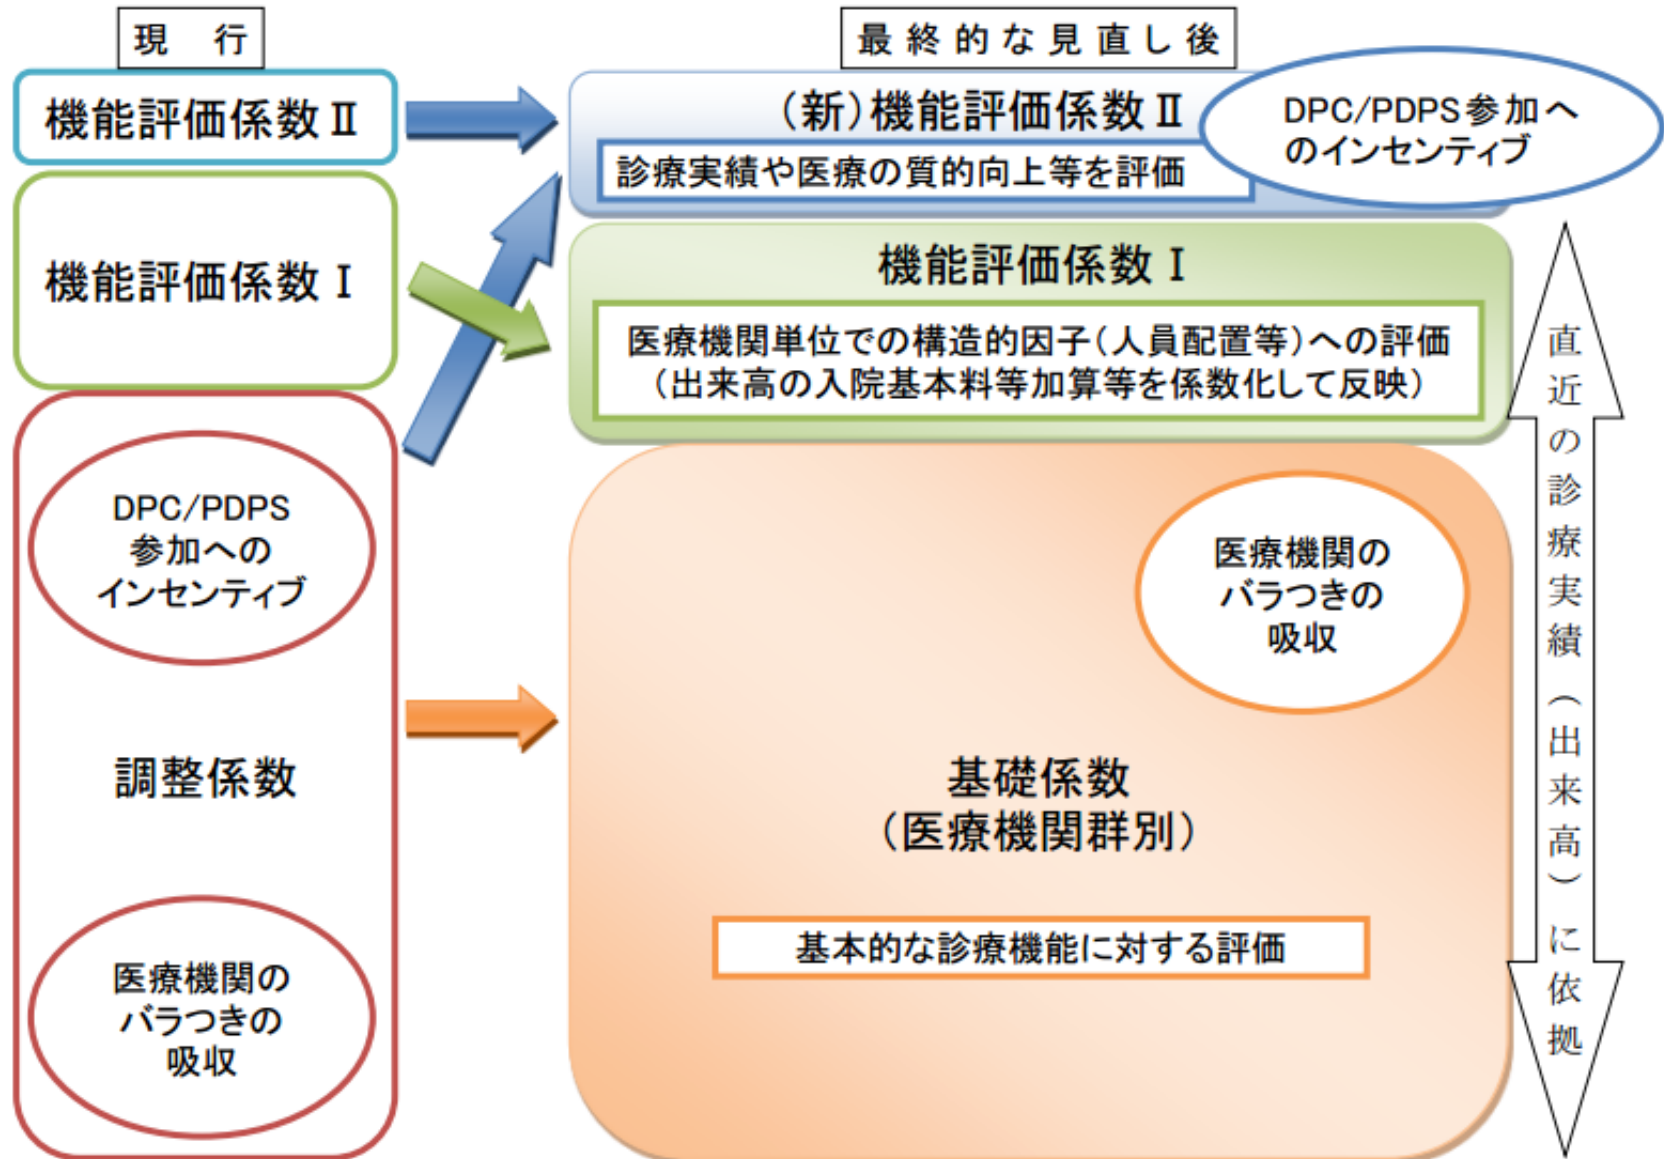 現 行
機能評価係数Ⅱ
機能評価係数Ⅰ
DPC/PDPS
参加への
インセンティブ
調整係数
医療機関の
バラつきの
吸収
最終的な見直し後
(新)機能評価係数Ⅱ
診療実績や医療の質的向上等を評価
DPC/PDPS参加へ
のインセンティブ
機能評価係数Ⅰ
医療機関単位での構造的因子(人員配置等)への評価
(出来高の入院基本料等加算等を係数化して反映)
医療機関の
バラつきの
吸収
基礎係数
(医療機関群別)
基本的な診療機能に対する評価
直近の診療実績(出来高)に依拠